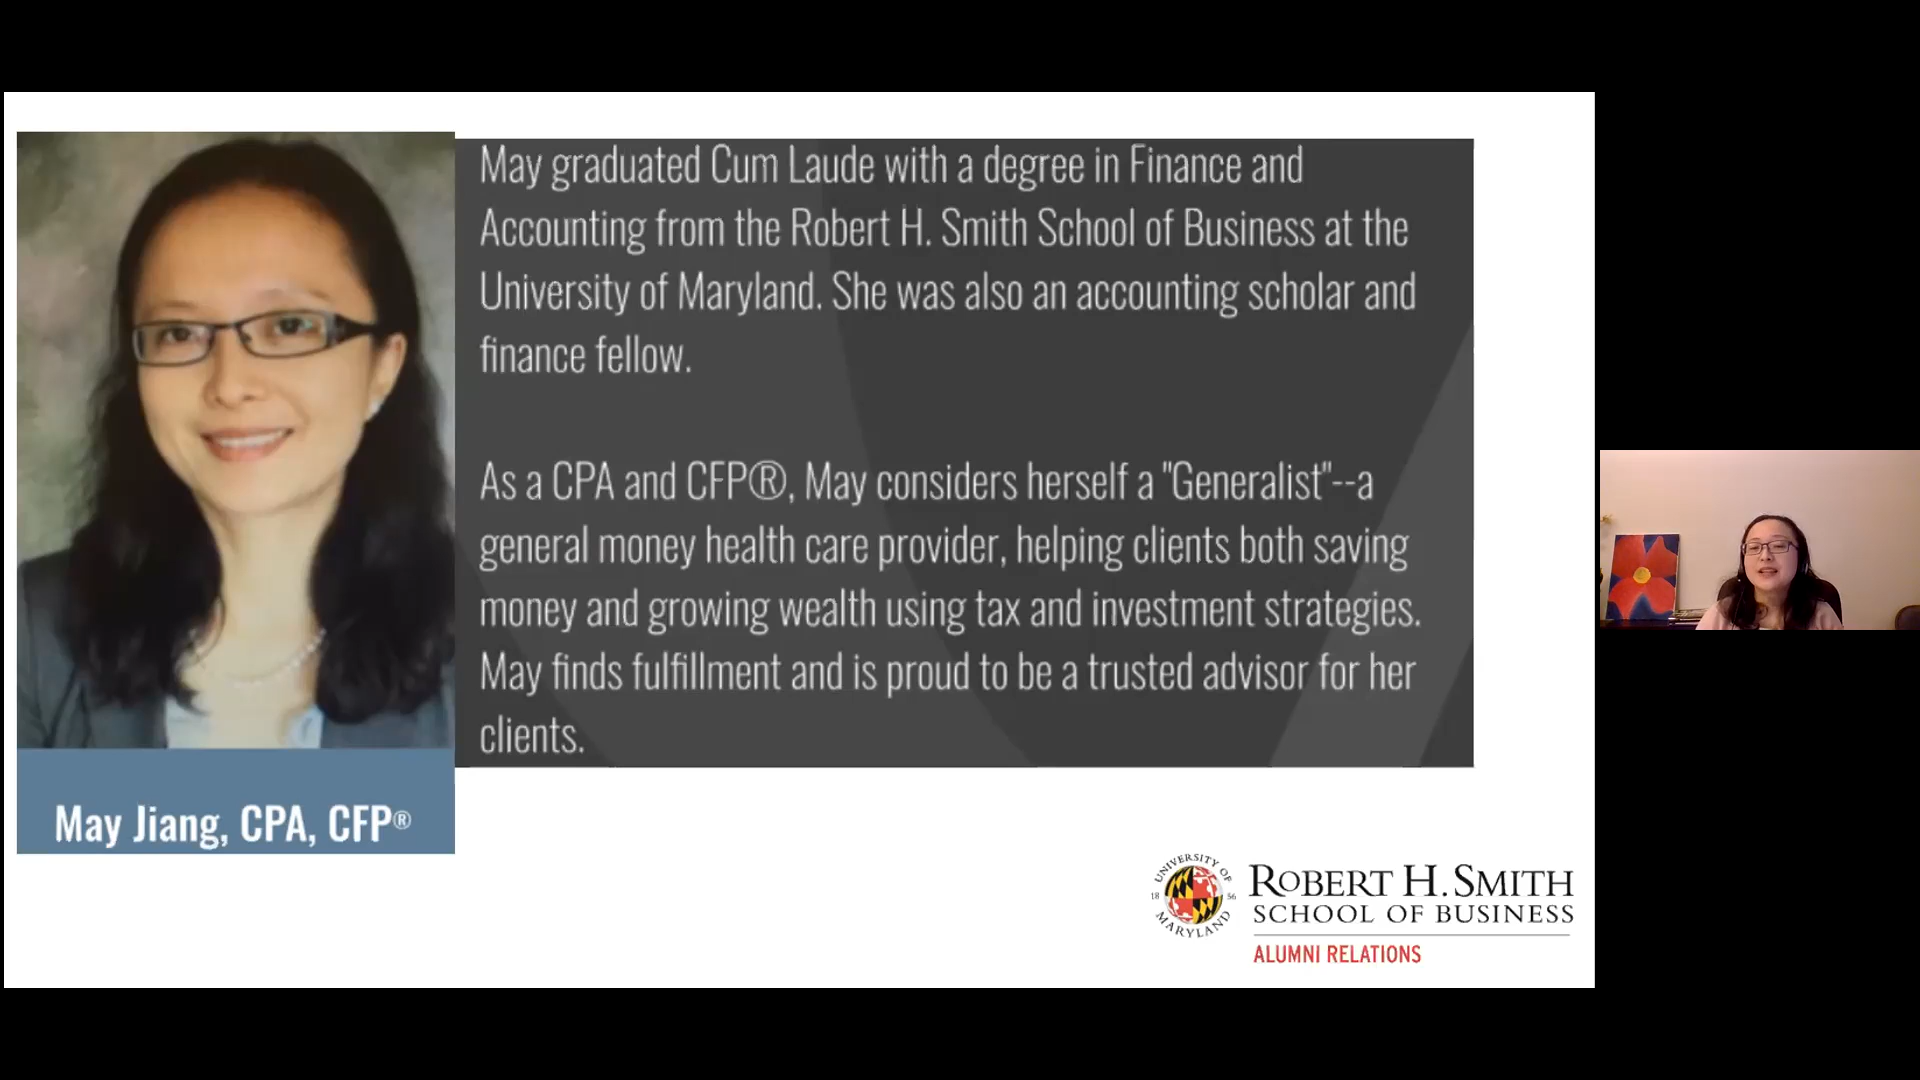 May graduated Cum Laude with a degree in Finance and
Accounting from the Robert H. Smith School of Business at the
University of Maryland. She was also an accounting scholar and
finance fellow.
As a CPA and CFP®, May considers herself a "Generalist"--a
general money health care provider, helping clients both saving
money and growing wealth using tax and investment strategies.
May finds fulfillment and is proud to be a trusted advisor for her
clients.
May Jiang, CPA, CFP®
UNIVERSITY OF
18 56
MARYLAND
ROBERT H. SMITH
SCHOOL OF BUSINESS
ALUMNI RELATIONS